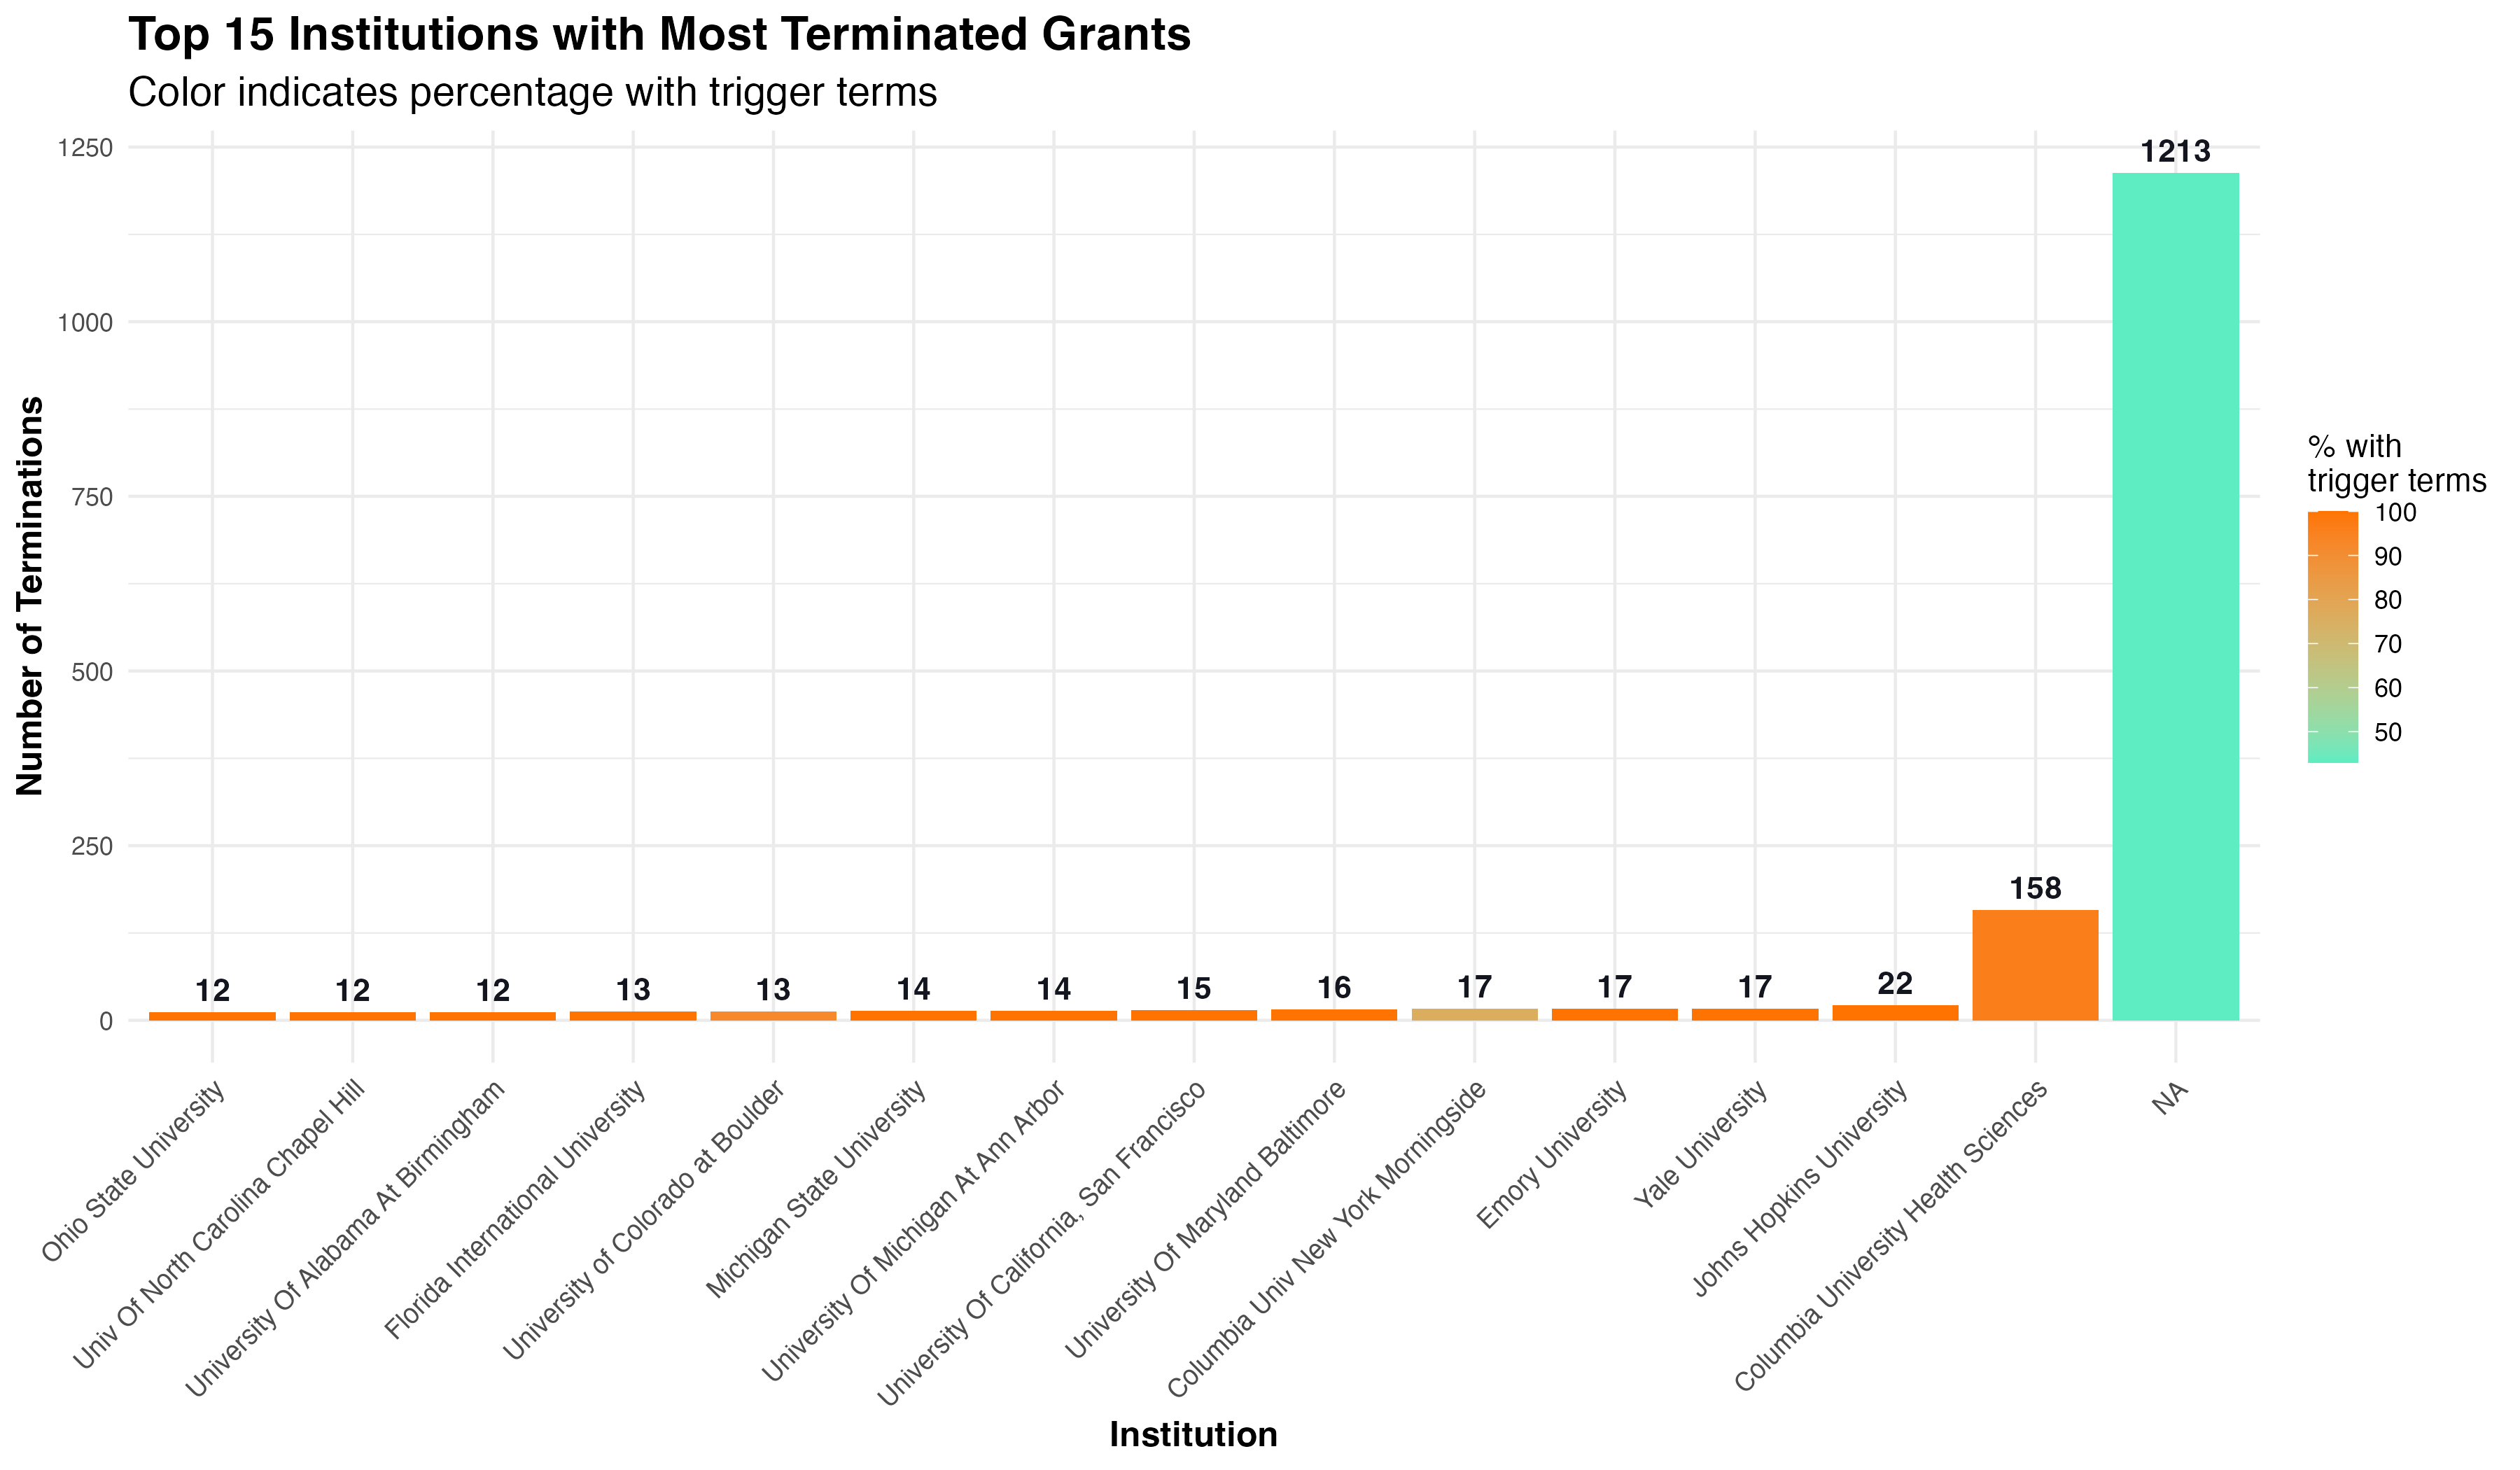 Top 15 Institutions with Most Terminated Grants
Color indicates percentage with trigger terms
Number of Terminations
1250
1000
750
500
250
0
12
12
12
13
13
14
14
15
16
17
17
17
22
158
1213
Ohio State University
Univ Of North Carolina Chapel Hill
University Of Alabama At Birmingham
Florida International University
University of Colorado at Boulder
Michigan State University
University Of Michigan At Ann Arbor
University Of California, San Francisco
University Of Maryland Baltimore
Columbia Univ New York Morningside
Emory University
Yale University
Johns Hopkins University
Columbia University Health Sciences
NA
Institution
% with
trigger terms
100
90
80
70
60
50